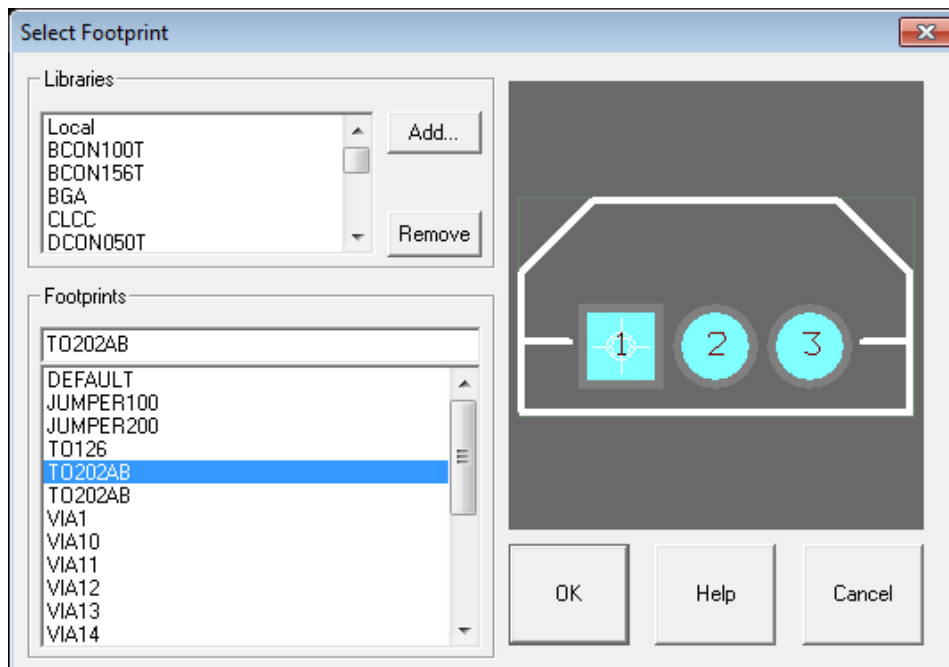 Select Footprint
Libraries
Local
BCON100T
BCON156T
BGA
CLCC
DCON050T
Add...
Remove
Footprints
TO202AB
DEFAULT
JUMPER100
JUMPER200
TO126
TO202AB
TO202AB
VIA1
VIA10
VIA11
VIA12
VIA13
VIA14
1 2 3
OK Help Cancel